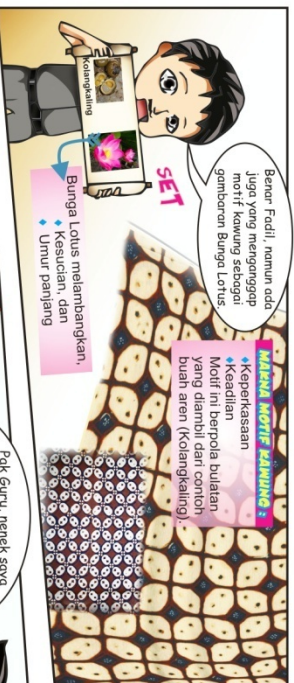 Benar Fadil, namun ada
juga yang menganggap
motif kawung sebagai
gambaran Bunga Lotus.
SET
Kolangkaling
Bunga Lotus melambangkan,
Kesucian, dan
Umur panjang
MAKNA MOTIF KAWUNG :
Keperkasaan
Keadilan
Motif ini berpola bulatan
yang diambil dari contoh
buah aren (Kolangkaling).
Pak Guru, nenek saya